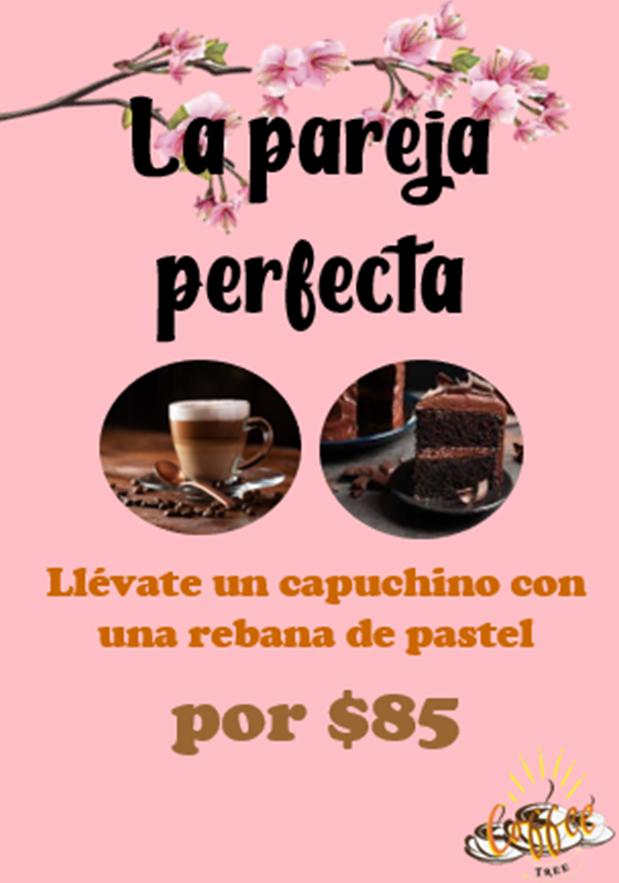 La pareja
perfecta
Llévate un capuchino con
una rebana de pastel
por $85
Coffee
TREE